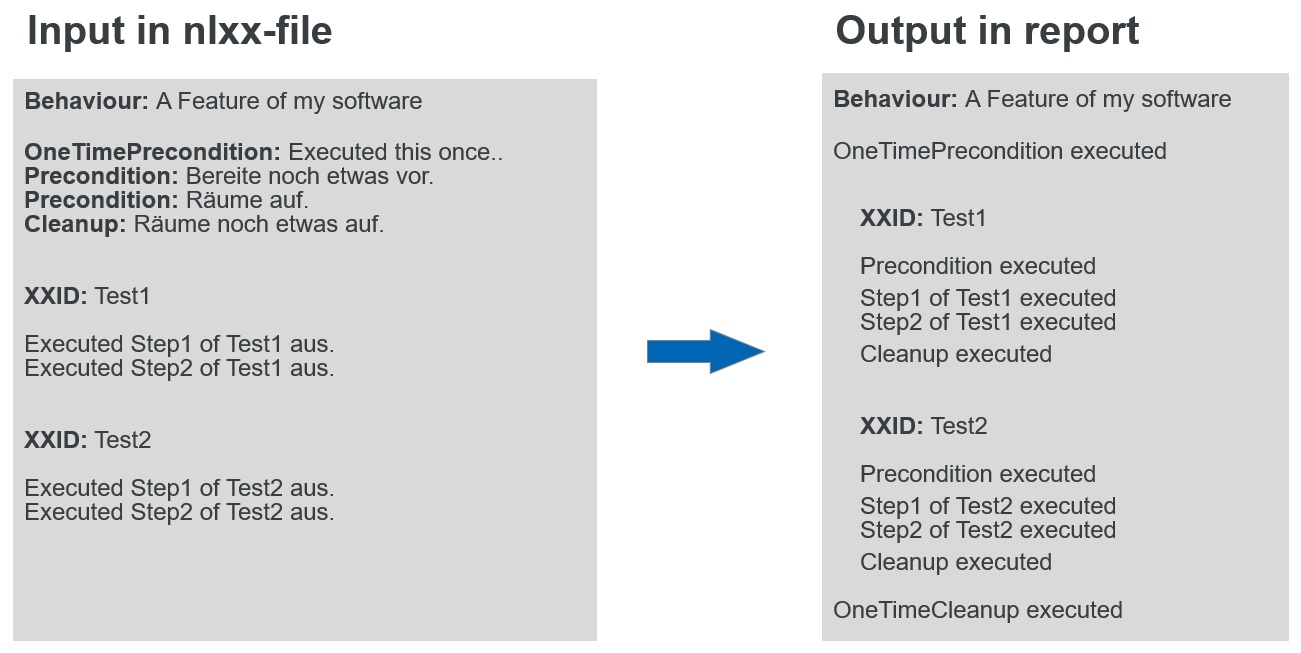 Input in nlxx-file
Behaviour: A Feature of my software
OneTimePrecondition: Executed this once..
Precondition: Bereite noch etwas vor.
Precondition: Räume auf.
Cleanup: Räume noch etwas auf.
XXID: Test1
Executed Step1 of Test1 aus.
Executed Step2 of Test1 aus.
XXID: Test2
Executed Step1 of Test2 aus.
Executed Step2 of Test2 aus.
Output in report
Behaviour: A Feature of my software
OneTimePrecondition executed
XXID: Test1
Precondition executed
Step1 of Test1 executed
Step2 of Test1 executed
Cleanup executed
XXID: Test2
Precondition executed
Step1 of Test2 executed
Step2 of Test2 executed
Cleanup executed
OneTimeCleanup executed